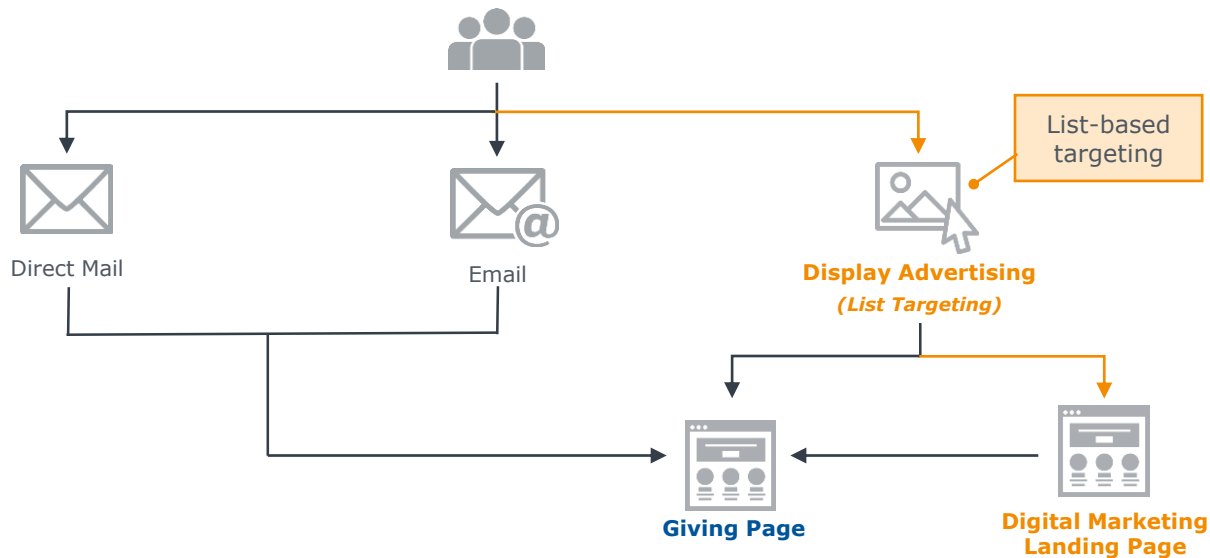 List-based
targeting
Direct Mail
Email
@
Display Advertising
(List Targeting)
Giving Page
Digital Marketing
Landing Page